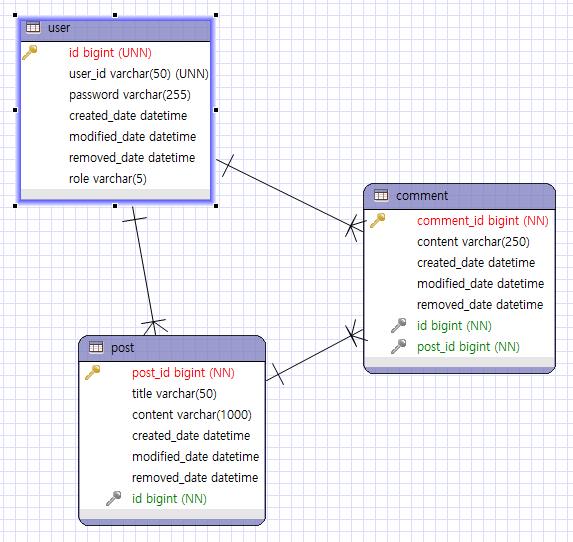 user
id bigint (UNN)
user_id varchar(50) (UNN)
password varchar(255)
created_date datetime
modified_date datetime
removed_date datetime
role varchar(5)
comment
comment_id bigint (NN)
content varchar(250)
created_date datetime
modified_date datetime
removed_date datetime
id bigint (NN)
post_id bigint (NN)
post
post_id bigint (NN)
title varchar(50)
content varchar(1000)
created_date datetime
modified_date datetime
removed_date datetime
id bigint (NN)